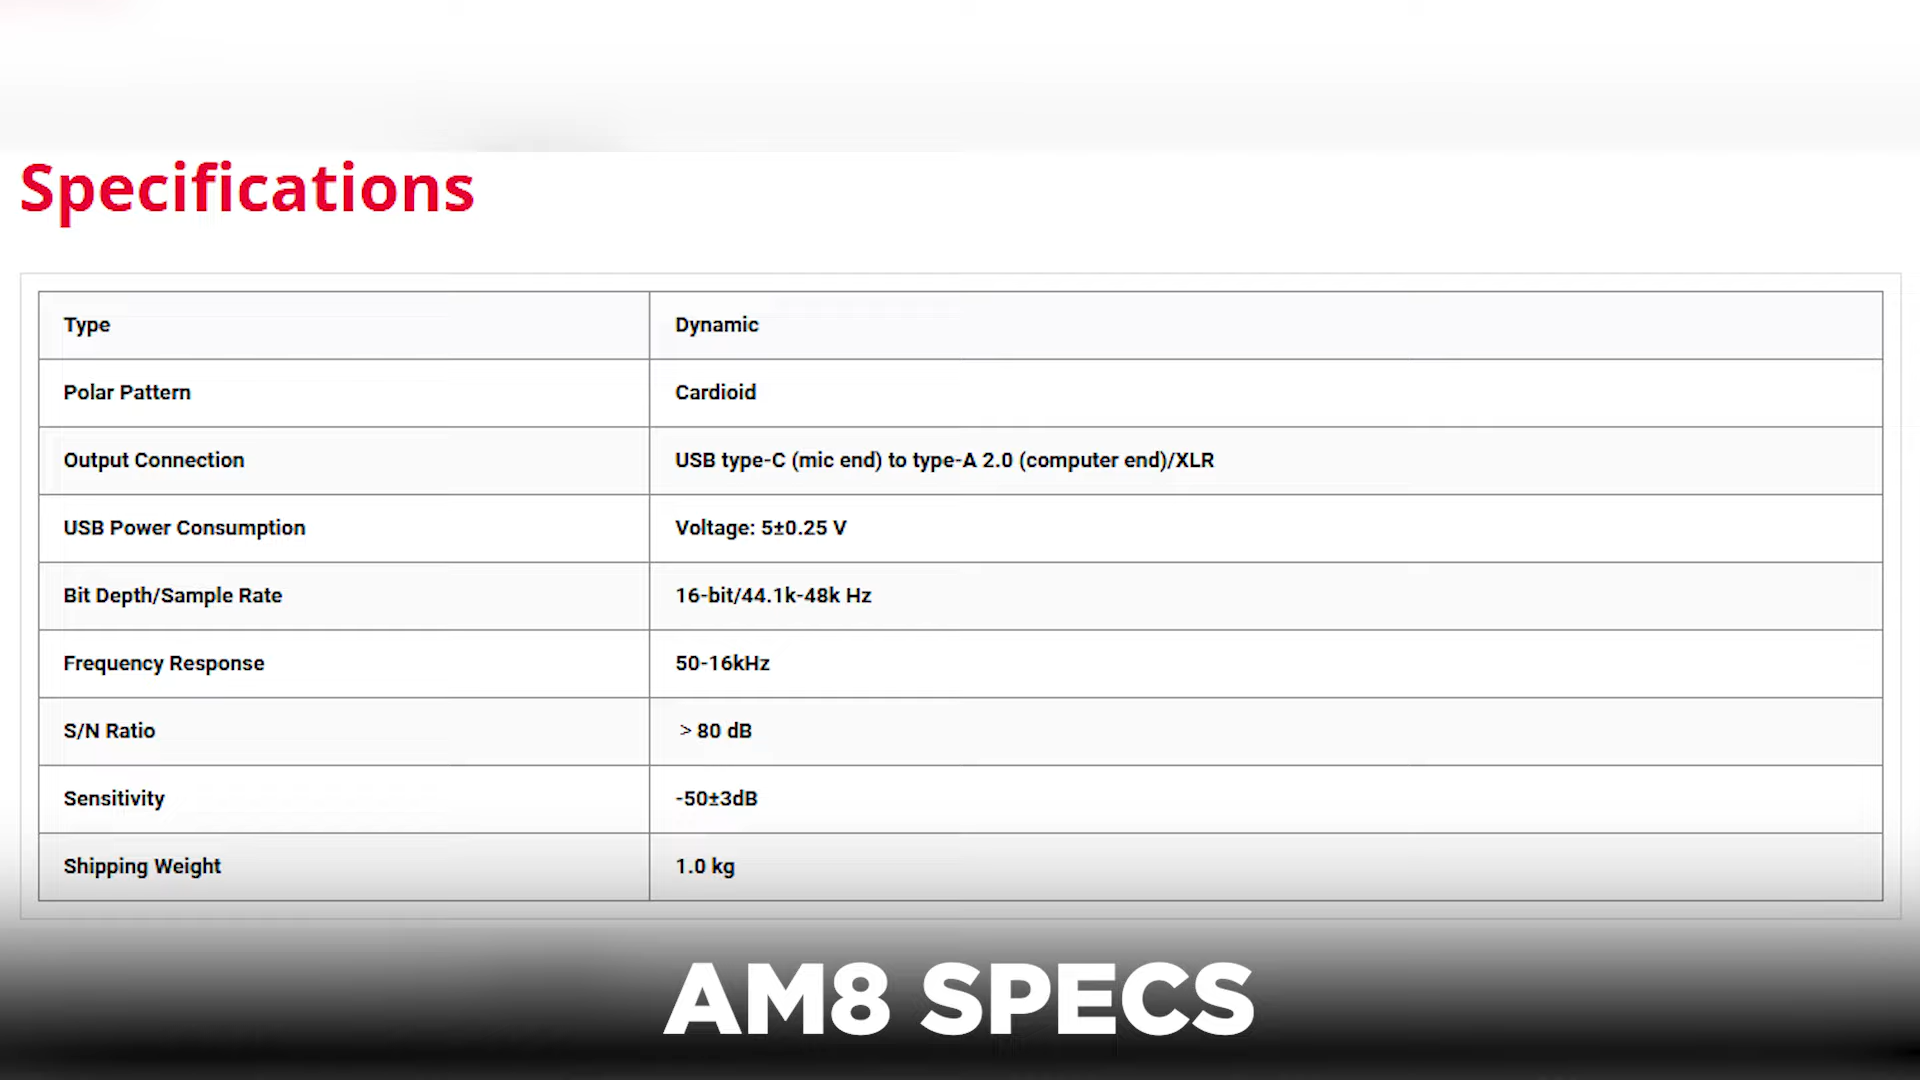 Specifications
Type Dynamic
Polar Pattern Cardioid
Output Connection USB type-C (mic end) to type-A 2.0 (computer end)/XLR
USB Power Consumption Voltage: 5±0.25 V
Bit Depth/Sample Rate 16-bit/44.1k-48k Hz
Frequency Response 50-16kHz
S/N Ratio > 80 dB
Sensitivity -50±3dB
Shipping Weight 1.0 kg
AM8 SPECS